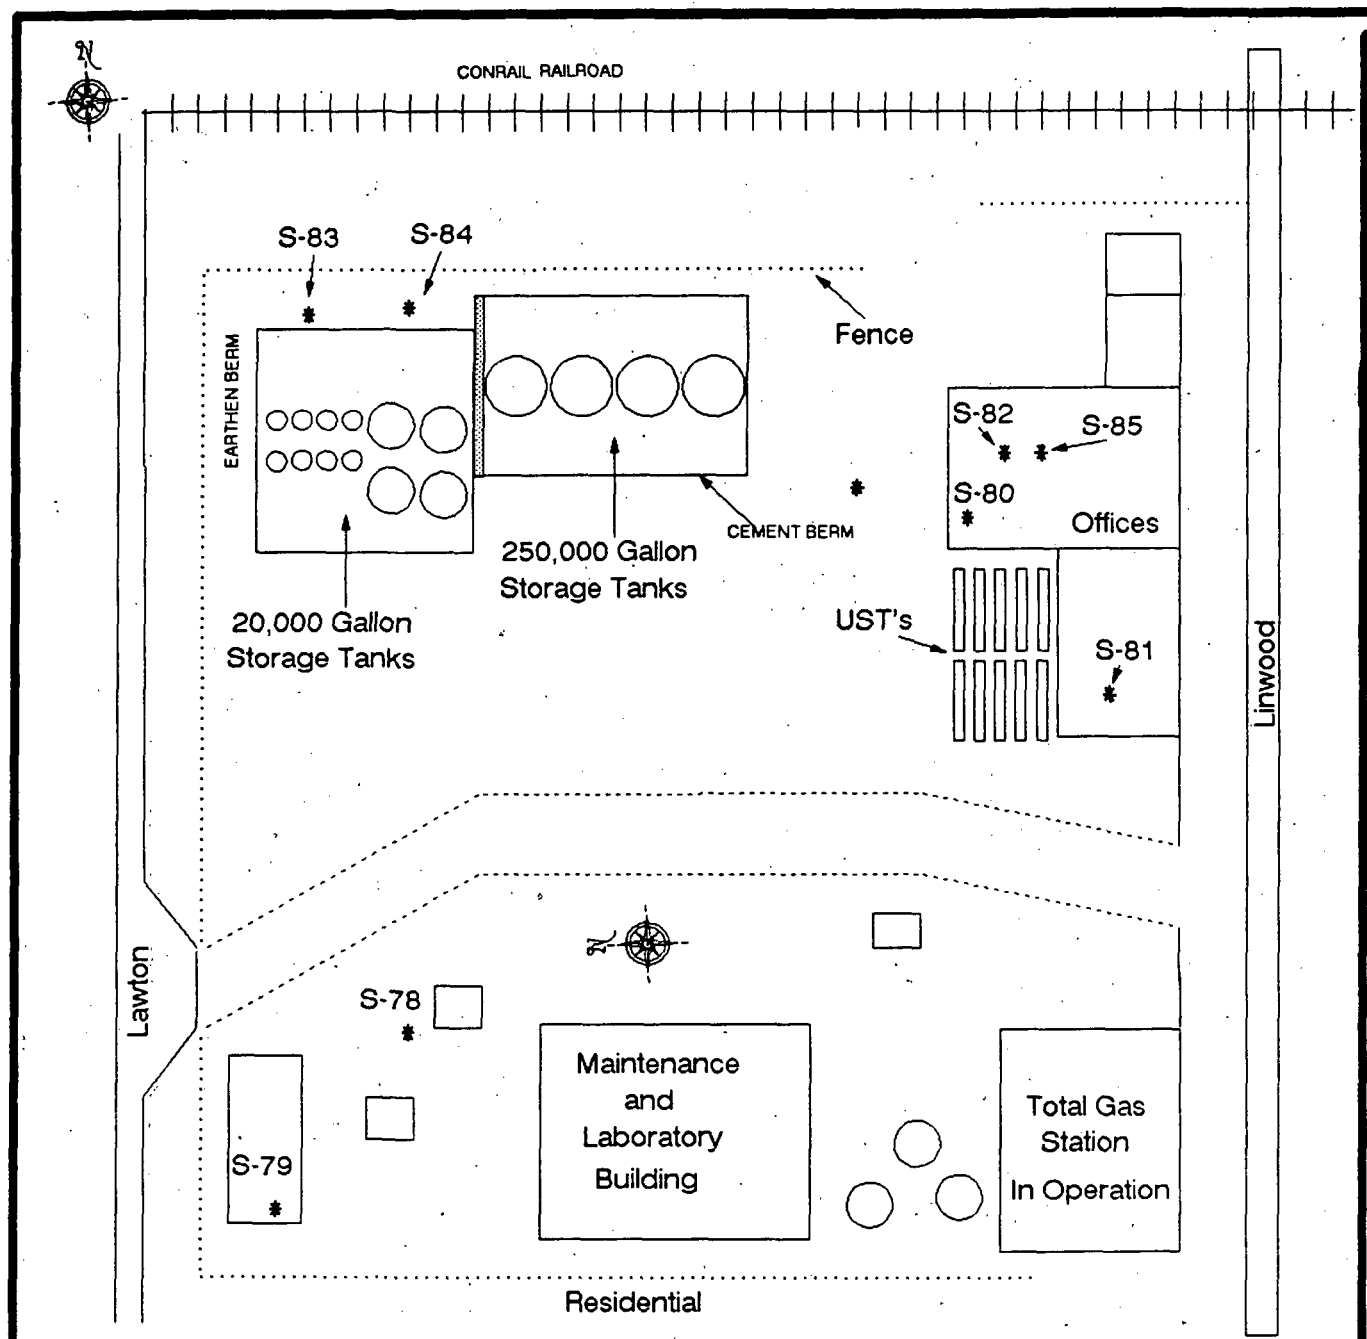 N
CONRAIL RAILROAD
S-83
S-84
Fence
EARTHEN BERM
S-82
S-85
S-80
Offices
CEMENT BERM
250,000 Gallon
Storage Tanks
20,000 Gallon
Storage Tanks
UST's
S-81
Linwood
Lawton
N
S-78
Maintenance
and
Laboratory
Building
S-79
Total Gas
Station
In Operation
Residential